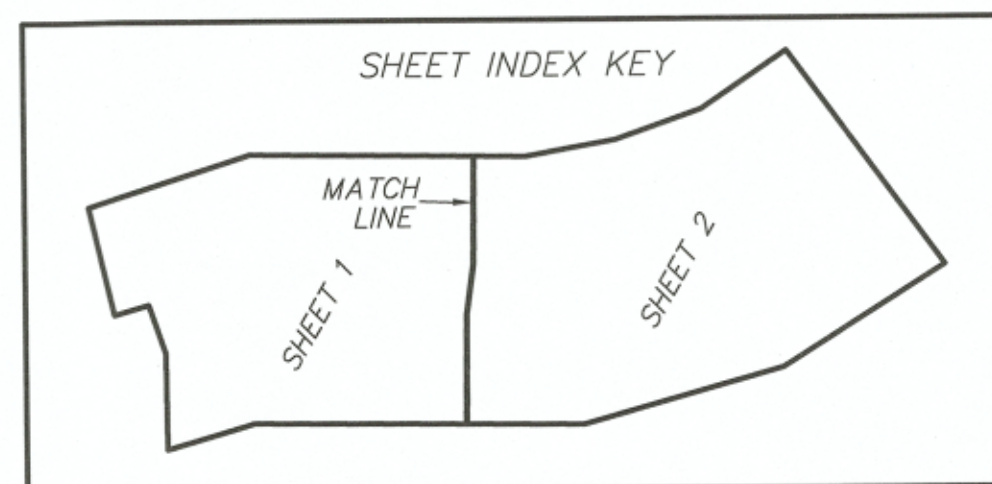 SHEET INDEX KEY
MATCH
LINE
SHEET 1
SHEET 2